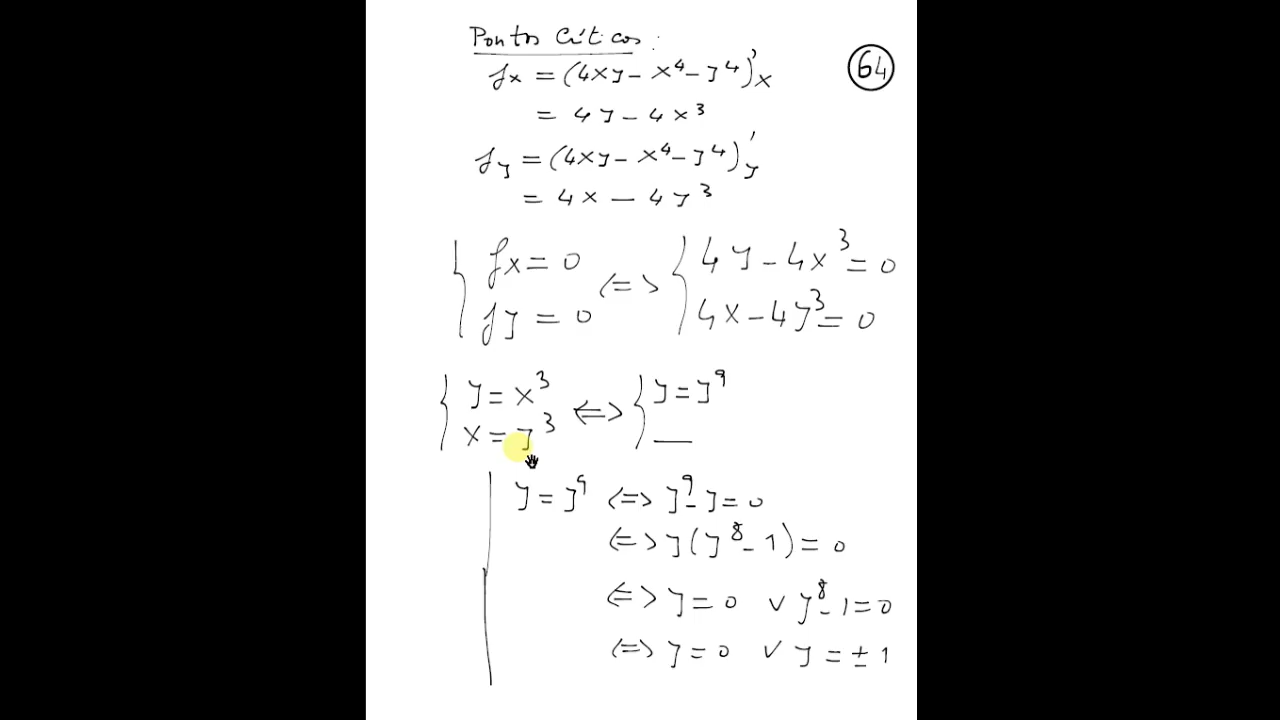 Pontos Críticos:
64
fx = (4xy - x⁴ - y⁴)'x
= 4y - 4x³
fy = (4xy - x⁴ - y⁴)'y
= 4x - 4y³
{ fx = 0 <=> { 4y - 4x³ = 0
fy = 0 4x - 4y³ = 0
{ y = x³ <=> { y = y⁹
x = y³ —
y = y⁹ <=> y⁹ - y = 0
<=> y(y⁸ - 1) = 0
<=> y = 0 ∨ y⁸ - 1 = 0
<=> y = 0 ∨ y = ± 1